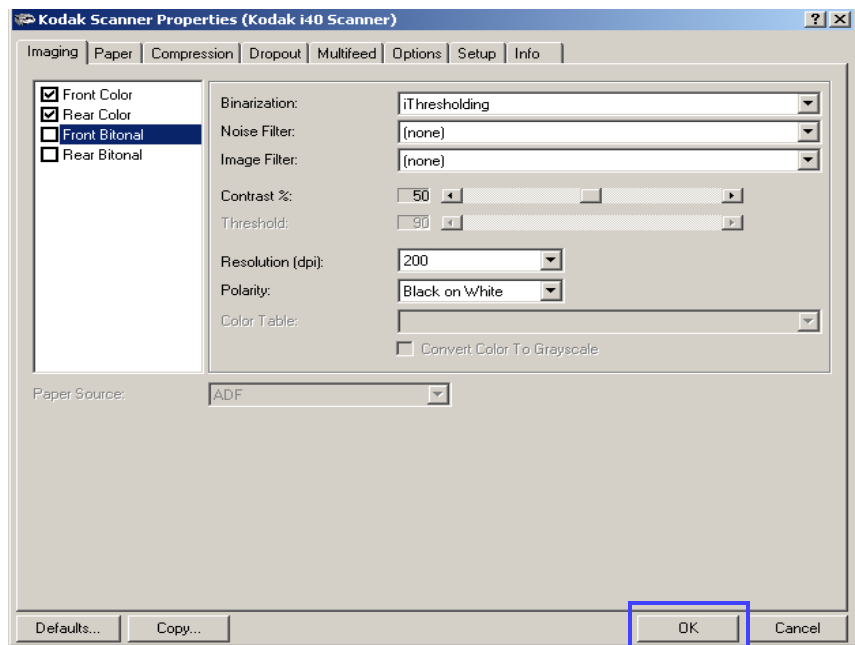 Kodak Scanner Properties (Kodak i40 Scanner)
Imaging Paper Compression Dropout Multifeed Options Setup Info
Front Color
Rear Color
Front Bitonal
Rear Bitonal
Binarization: iThresholding
Noise Filter: (none)
Image Filter: (none)
Contrast %: 50
Threshold: 90
Resolution (dpi): 200
Polarity: Black on White
Color Table:
Convert Color To Grayscale
Paper Source: ADF
Defaults... Copy... OK Cancel